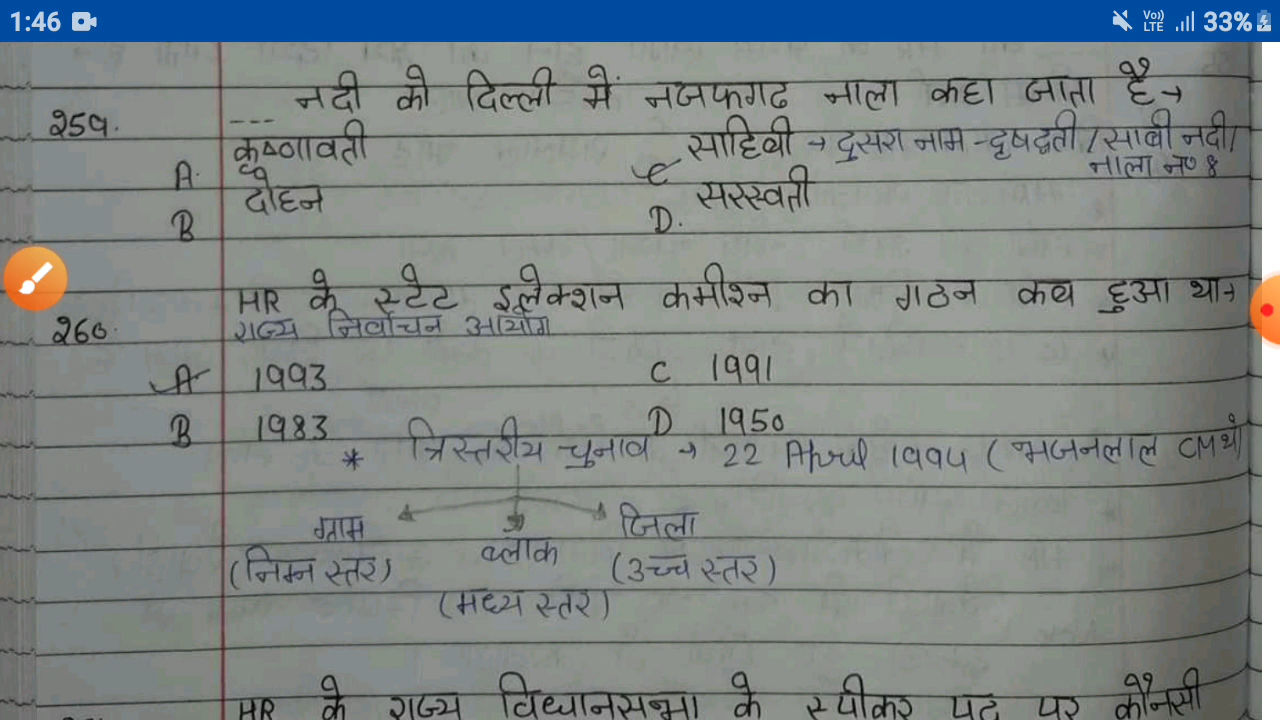 1:46 Vo)) LTE 33%
--- नदी को दिल्ली में नजफगढ नाला कहा जाता है→
259.
A. कृष्णावती C साहिबी → दुसरा नाम - दृषद्वती / साबी नदी /
नाला न० 8
B दोहन D. सरस्वती
HR के स्टेट इलेक्शन कमीश्न का गठन कब हुआ था→
260. राज्य निर्वाचन आयोग
A 1993 C 1991
B 1983 D 1950
* त्रिस्तरीय चुनाव → 22 April 1994 ( भजनलाल CM थे)
ग्राम ब्लाक जिला
(निम्न स्तर) (उच्च स्तर)
(मध्य स्तर)
HR के राज्य विधानसभा के स्पीकर पद पर कौनसी